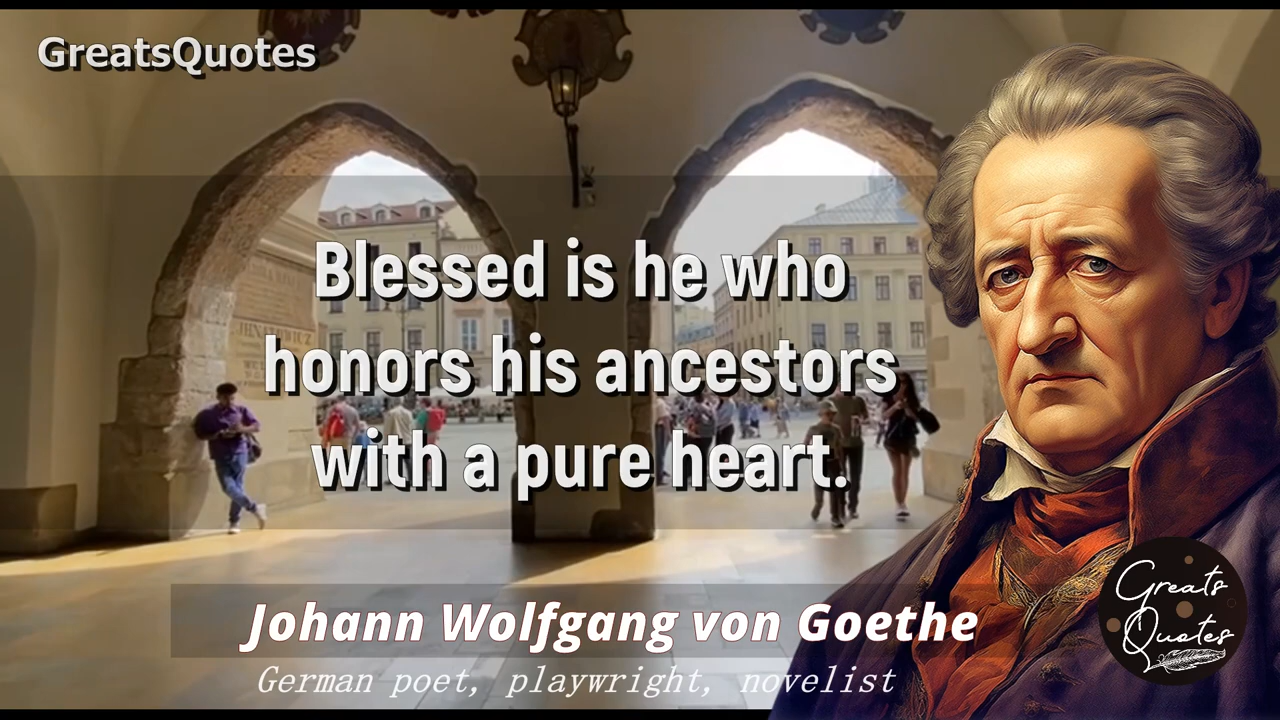 GreatsQuotes
Blessed is he who
honors his ancestors
with a pure heart.
Johann Wolfgang von Goethe
German poet, playwright, novelist
Greats
Quotes